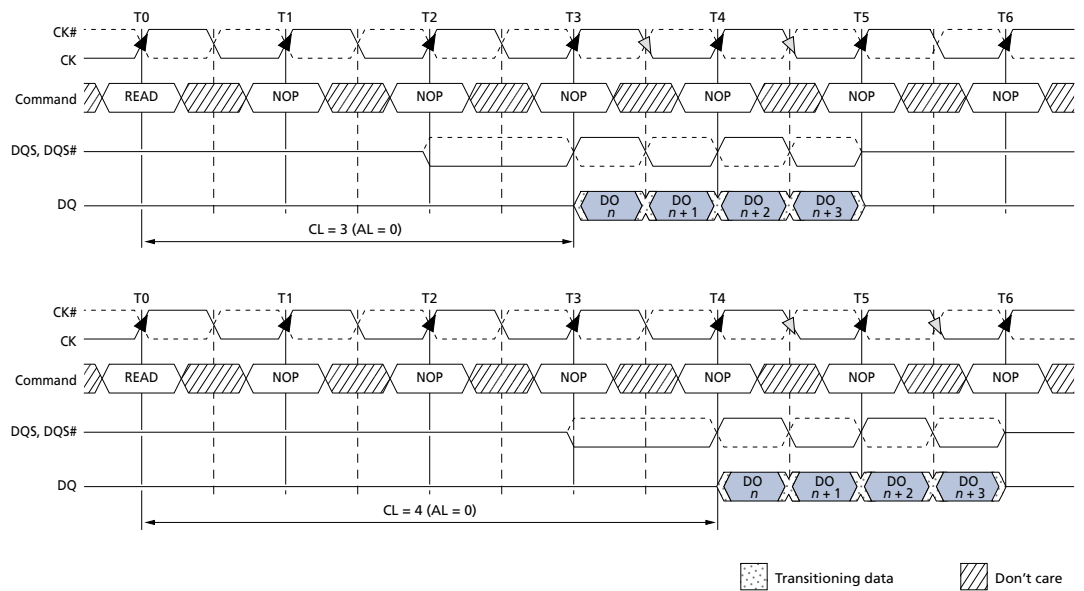 T0 T1 T2 T3 T4 T5 T6
CK#
CK
Command READ NOP NOP NOP NOP NOP NOP
DQS, DQS#
DQ DO n DO n + 1 DO n + 2 DO n + 3
CL = 3 (AL = 0)
T0 T1 T2 T3 T4 T5 T6
CK#
CK
Command READ NOP NOP NOP NOP NOP NOP
DQS, DQS#
DQ DO n DO n + 1 DO n + 2 DO n + 3
CL = 4 (AL = 0)
Transitioning data Don't care